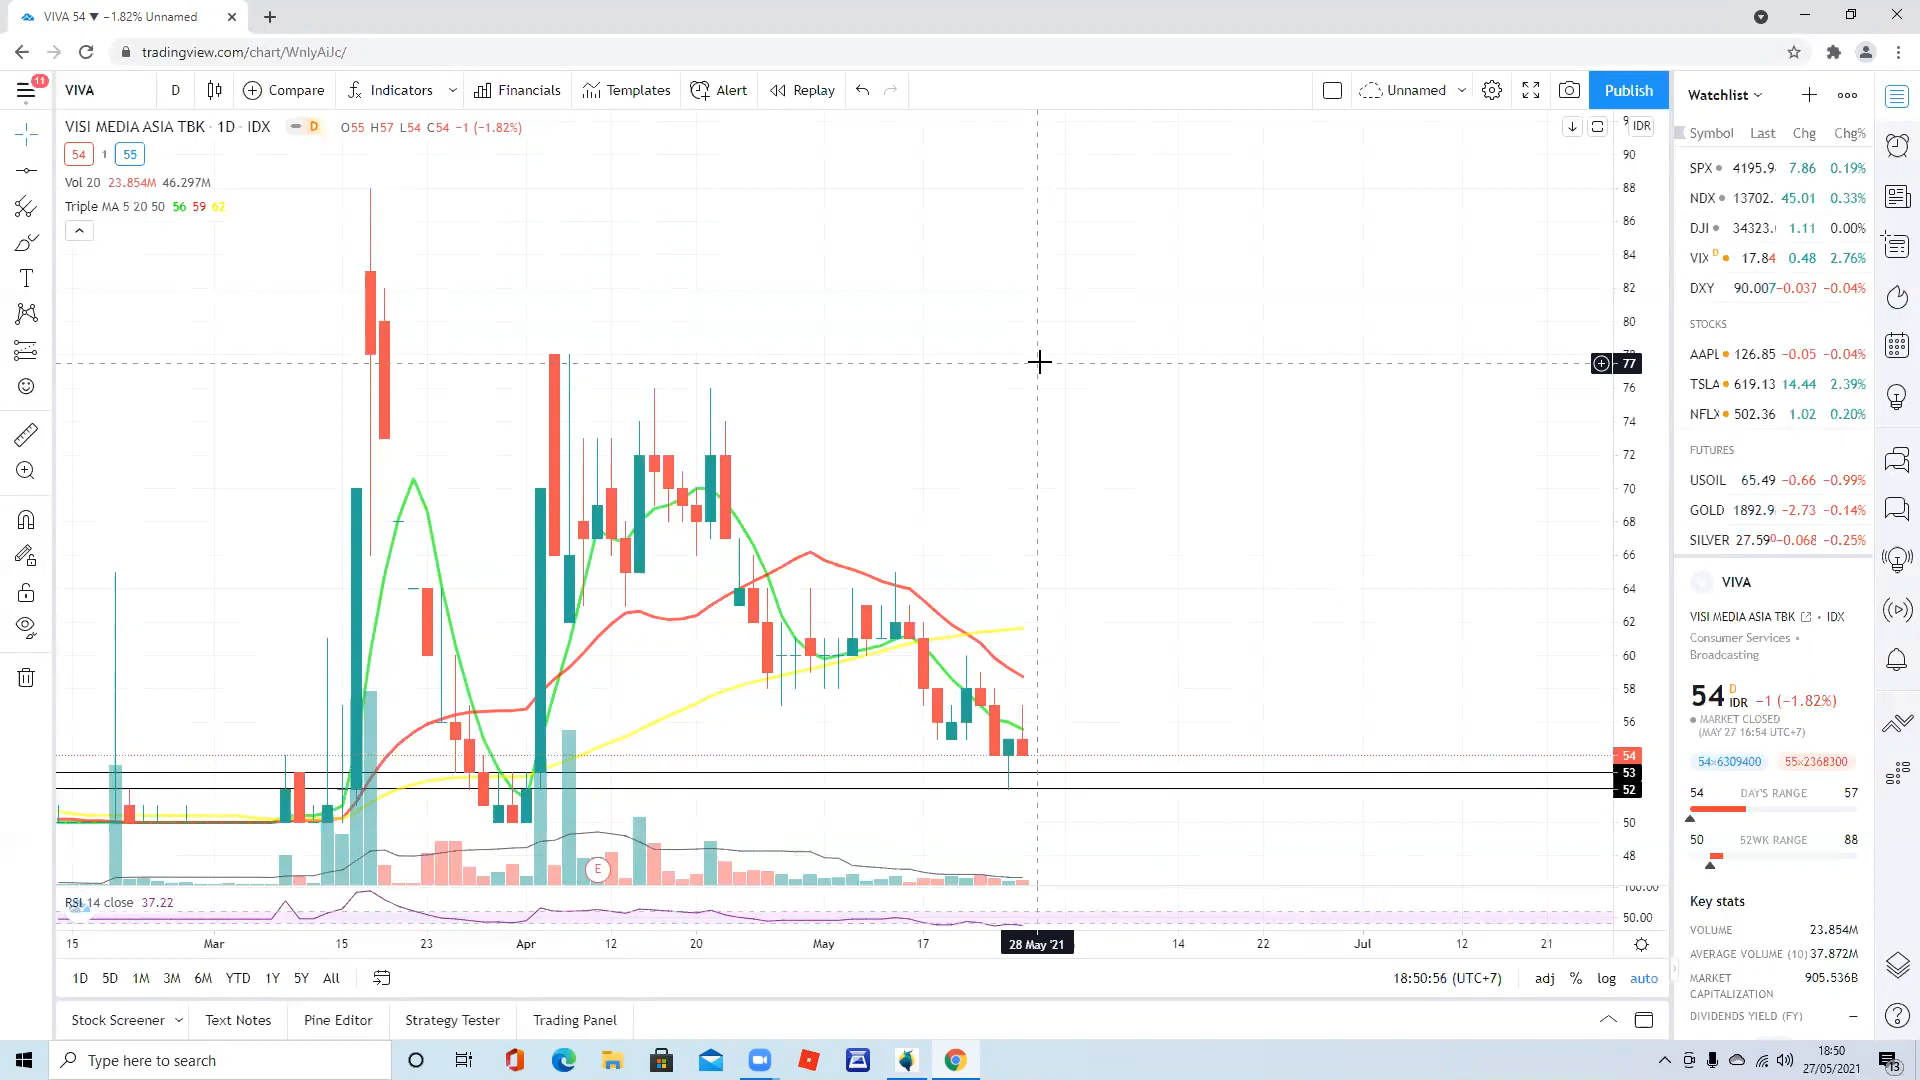 VIVA 54 ▼ −1.82% Unnamed
tradingview.com/chart/WnlyAiJc/
11
VIVA D Compare Indicators Financials Templates Alert Replay Unnamed Publish
VISI MEDIA ASIA TBK · 1D · IDX D O55 H57 L54 C54 −1 (−1.82%)
54 1 55
Vol 20 23.854M 46.297M
Triple MA 5 20 50 56 59 62
IDR
90
88
86
84
82
80
77
76
74
72
70
68
66
64
62
60
58
56
54
53
52
50
48
E
RSI 14 close 37.22
100.00
50.00
15 Mar 15 23 Apr 12 20 May 17 28 May '21 14 22 Jul 12 21
1D 5D 1M 3M 6M YTD 1Y 5Y All 18:50:56 (UTC+7) adj % log auto
Stock Screener Text Notes Pine Editor Strategy Tester Trading Panel
Watchlist
Symbol Last Chg Chg%
SPX 4195.9 7.86 0.19%
NDX 13702. 45.01 0.33%
DJI 34323. 1.11 0.00%
VIX D 17.84 0.48 2.76%
DXY 90.007 −0.037 −0.04%
STOCKS
AAPL 126.85 −0.05 −0.04%
TSLA 619.13 14.44 2.39%
NFLX 502.36 1.02 0.20%
FUTURES
USOIL 65.49 −0.66 −0.99%
GOLD 1892.9 −2.73 −0.14%
SILVER 27.590 −0.068 −0.25%
VIVA
VISI MEDIA ASIA TBK • IDX
Consumer Services •
Broadcasting
54 D IDR −1 (−1.82%)
MARKET CLOSED
(MAY 27 16:54 UTC+7)
54×6309400 55×2368300
54 DAY'S RANGE 57
50 52WK RANGE 88
Key stats
VOLUME 23.854M
AVERAGE VOLUME (10) 37.872M
MARKET 905.536B
CAPITALIZATION
DIVIDENDS YIELD (FY) —
Type here to search
18:50
27/05/2021
13